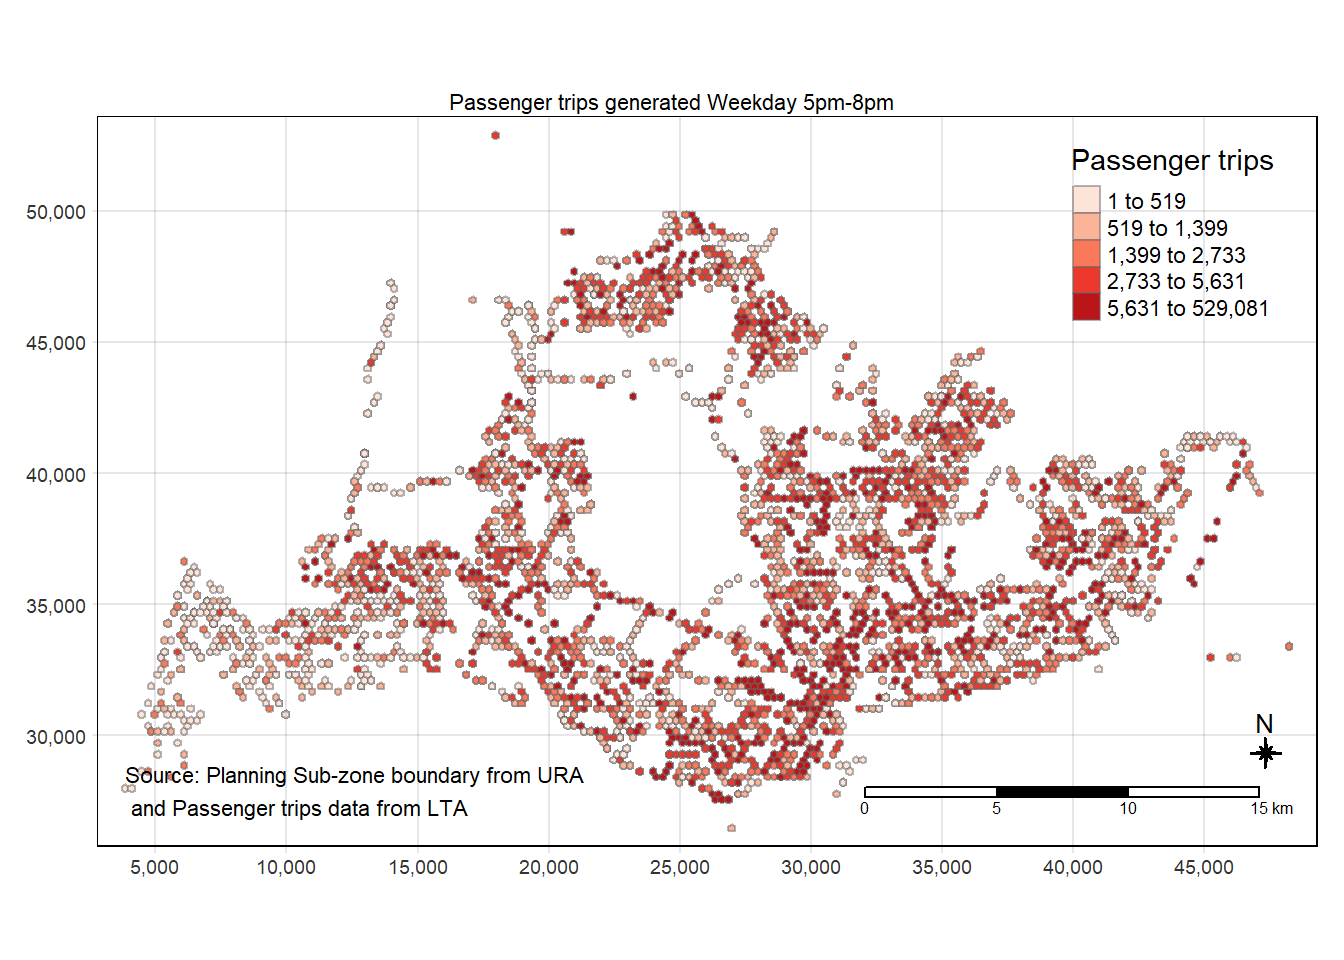 Passenger trips generated Weekday 5pm-8pm
Passenger trips
1 to 519
519 to 1,399
1,399 to 2,733
2,733 to 5,631
5,631 to 529,081
50,000
45,000
40,000
35,000
30,000
N
Source: Planning Sub-zone boundary from URA
and Passenger trips data from LTA
0 5 10 15 km
5,000 10,000 15,000 20,000 25,000 30,000 35,000 40,000 45,000